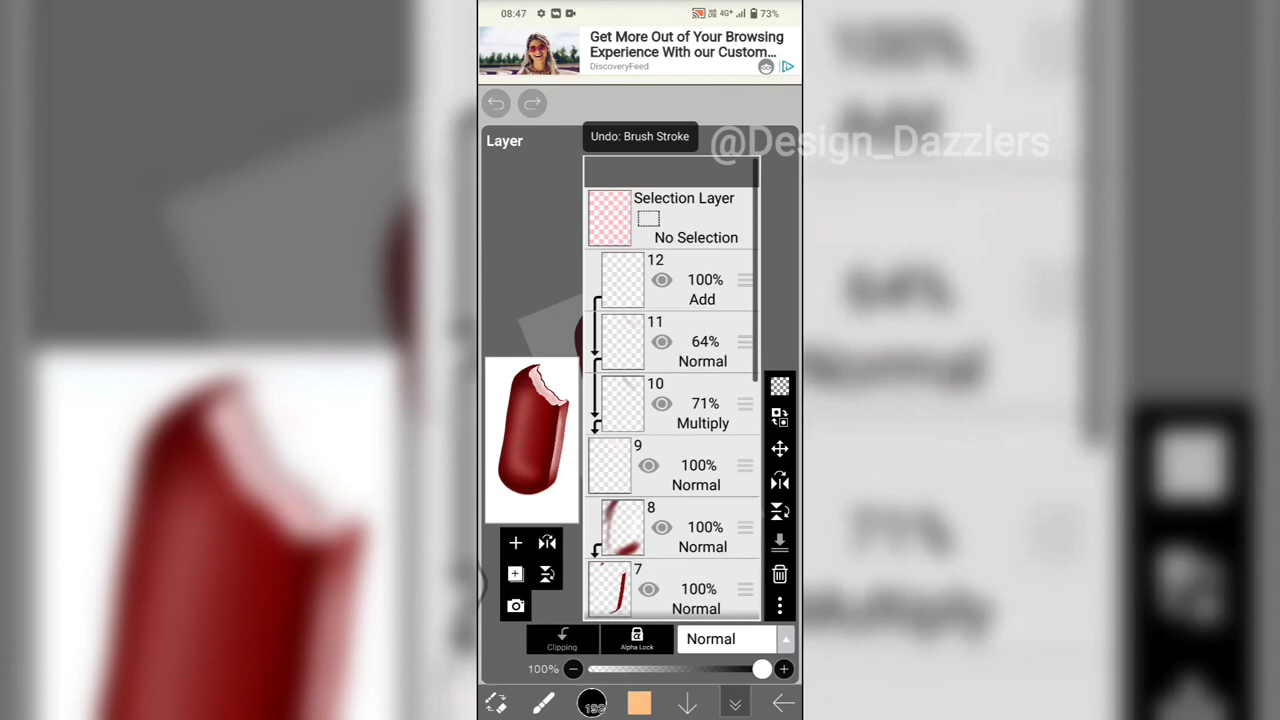 08:47
4G+
73%
Get More Out of Your Browsing
Experience With our Custom...
DiscoveryFeed
Layer
Undo: Brush Stroke
@Design_Dazzlers
Selection Layer
No Selection
12
100%
Add
11
64%
Normal
10
71%
Multiply
9
100%
Normal
8
100%
Normal
7
100%
Normal
Clipping
Alpha Lock
Normal
100%